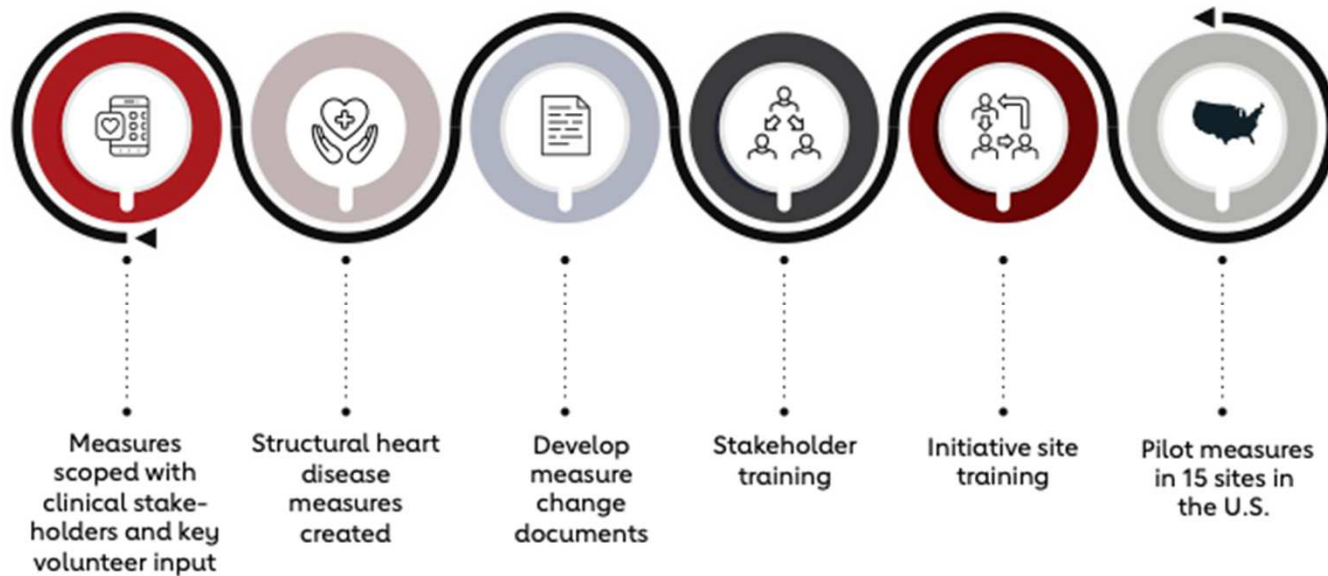 Measures
scoped with
clinical stake-
holders and key
volunteer input
Structural heart
disease
measures
created
Develop
measure
change
documents
Stakeholder
training
Initiative site
training
Pilot measures
in 15 sites in
the U.S.